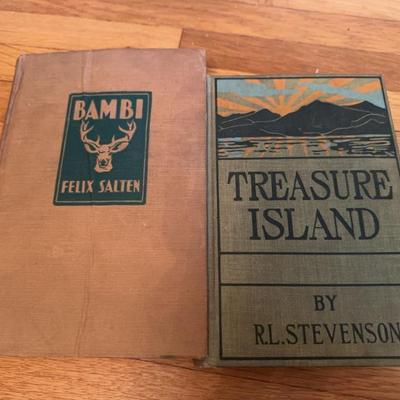 BAMBI
FELIX SALTEN
TREASURE
ISLAND
BY
R.L. STEVENSON